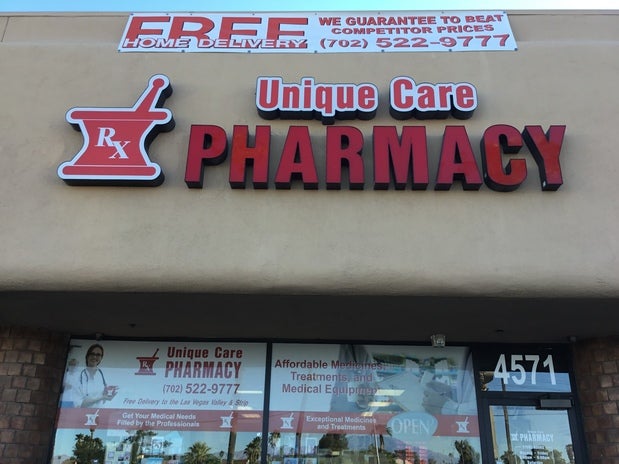 FREE
HOME DELIVERY
WE GUARANTEE TO BEAT
COMPETITOR PRICES
(702) 522-9777
Unique Care
RX
PHARMACY
Unique Care
PHARMACY
(702) 522-9777
Free Delivery to the Las Vegas Valley & Strip
Get Your Medical Needs
Filled by the Professionals
Affordable Medicines,
Treatments, and
Medical Equipment
Exceptional Medicines
and Treatments
OPEN
4571
PHARMACY